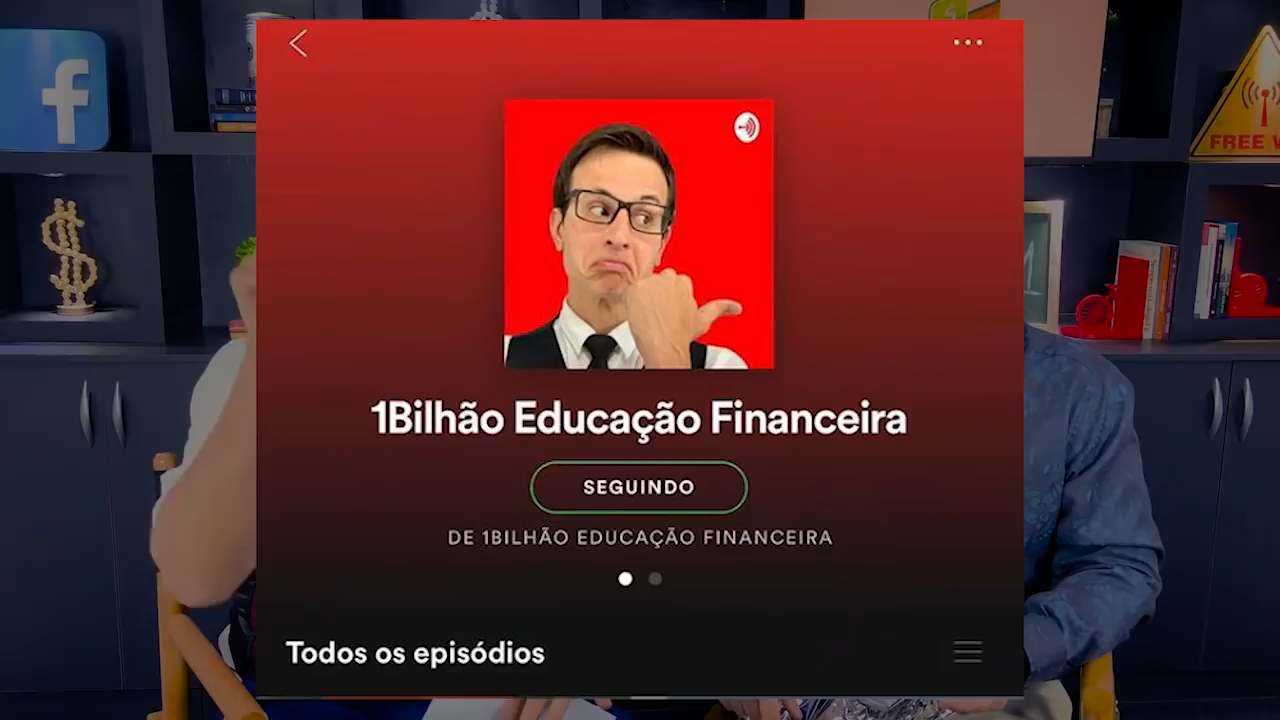 1Bilhão Educação Financeira
SEGUINDO
DE 1BILHÃO EDUCAÇÃO FINANCEIRA
Todos os episódios
FREE